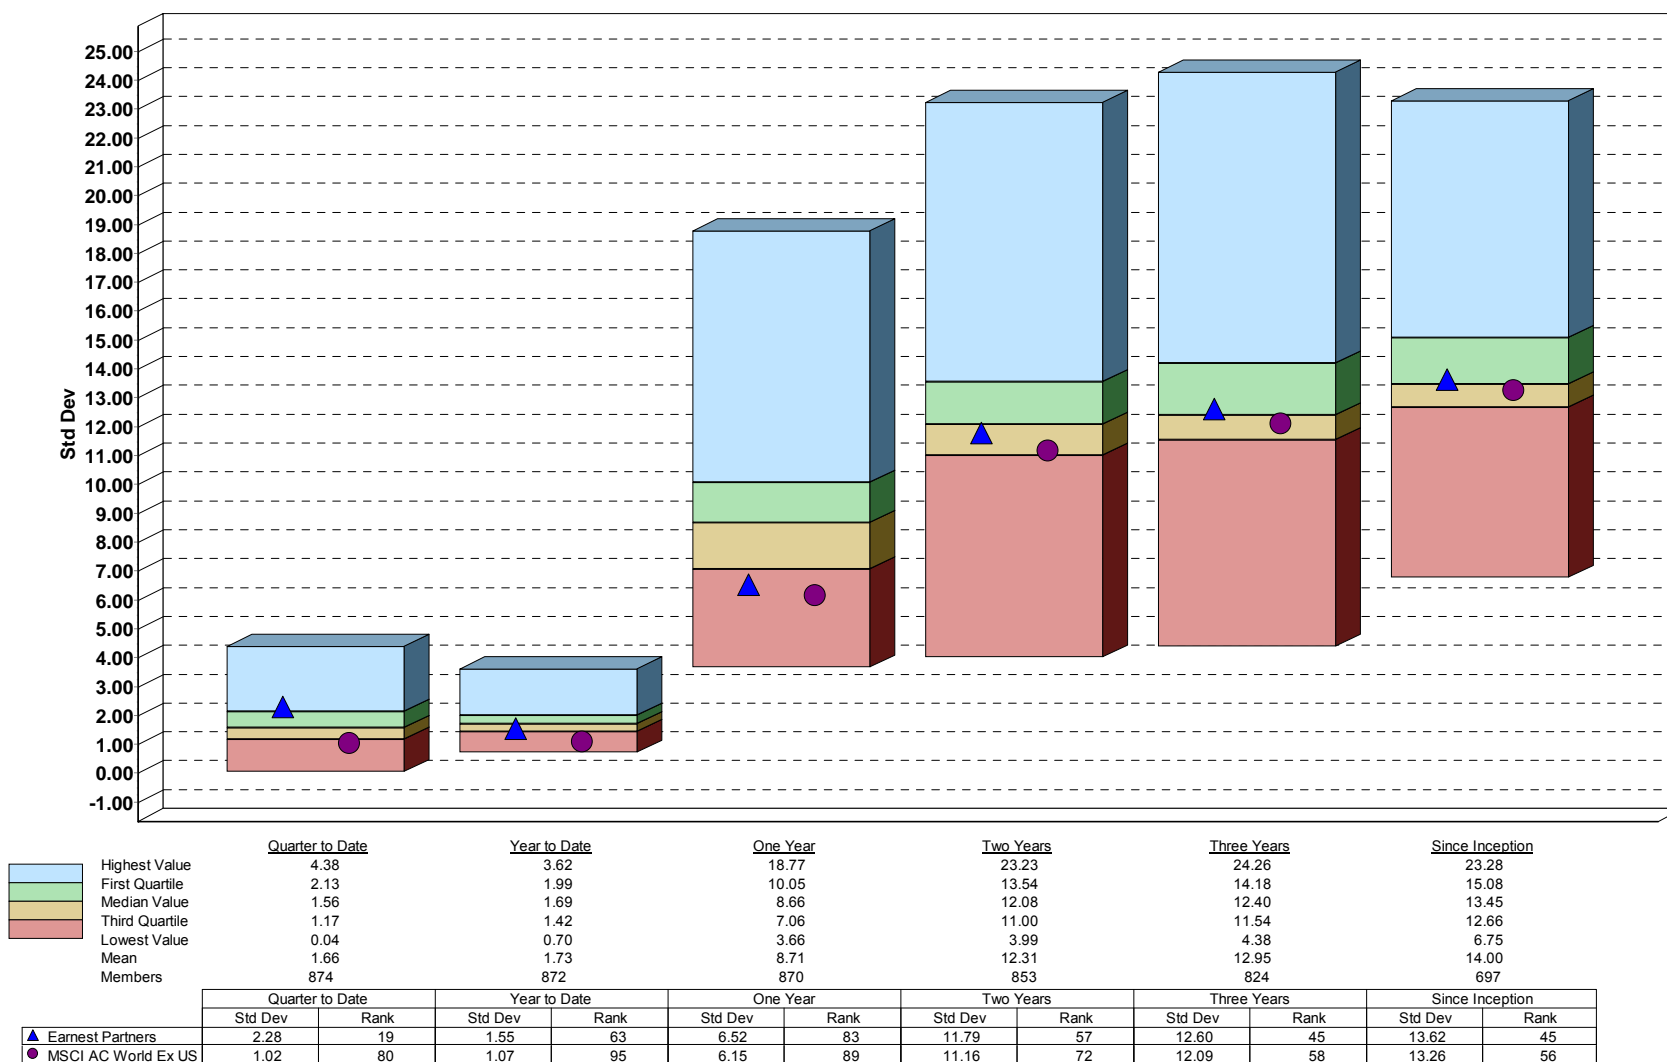 25.00
24.00
23.00
22.00
21.00
20.00
19.00
18.00
17.00
16.00
15.00
14.00
13.00
12.00
11.00
10.00
9.00
8.00
7.00
6.00
5.00
4.00
3.00
2.00
1.00
0.00
-1.00
Std Dev
Quarter to Date Year to Date One Year Two Years Three Years Since Inception
Highest Value 4.38 3.62 18.77 23.23 24.26 23.28
First Quartile 2.13 1.99 10.05 13.54 14.18 15.08
Median Value 1.56 1.69 8.66 12.08 12.40 13.45
Third Quartile 1.17 1.42 7.06 11.00 11.54 12.66
Lowest Value 0.04 0.70 3.66 3.99 4.38 6.75
Mean 1.66 1.73 8.71 12.31 12.95 14.00
Members 874 872 870 853 824 697
Quarter to Date Year to Date One Year Two Years Three Years Since Inception
Std Dev Rank Std Dev Rank Std Dev Rank Std Dev Rank Std Dev Rank Std Dev Rank
Earnest Partners 2.28 19 1.55 63 6.52 83 11.79 57 12.60 45 13.62 45
MSCI AC World Ex US 1.02 80 1.07 95 6.15 89 11.16 72 12.09 58 13.26 56